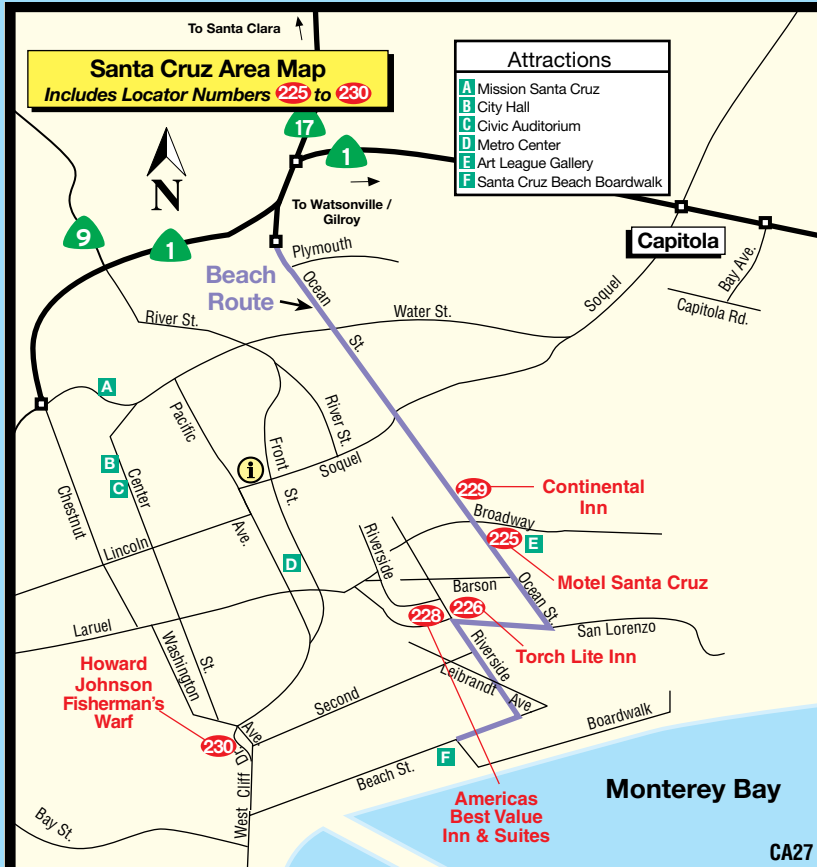 To Santa Clara
Santa Cruz Area Map
Includes Locator Numbers 225 to 230
Attractions
A Mission Santa Cruz
B City Hall
C Civic Auditorium
D Metro Center
E Art League Gallery
F Santa Cruz Beach Boardwalk
17
1
To Watsonville /
Gilroy
N
9
1
Capitola
Plymouth
Beach
Route
Ocean
St.
Bay Ave.
Capitola Rd.
Soquel
Water St.
River St.
A
Pacific
Ave.
River St.
Front
St.
i
Soquel
B
C
Center
St.
Chestnut
229
Continental
Inn
Broadway
225
E
Motel Santa Cruz
Lincoln
D
Riverside
Barson
Ocean St.
226
228
San Lorenzo
Torch Lite Inn
Laruel
Washington
Ave
Riverside
Ave
Leibrandt
Howard
Johnson
Fisherman's
Warf
230
Dr
Second
Boardwalk
F
Beach St.
West Cliff
Bay St.
Americas
Best Value
Inn & Suites
Monterey Bay
CA27